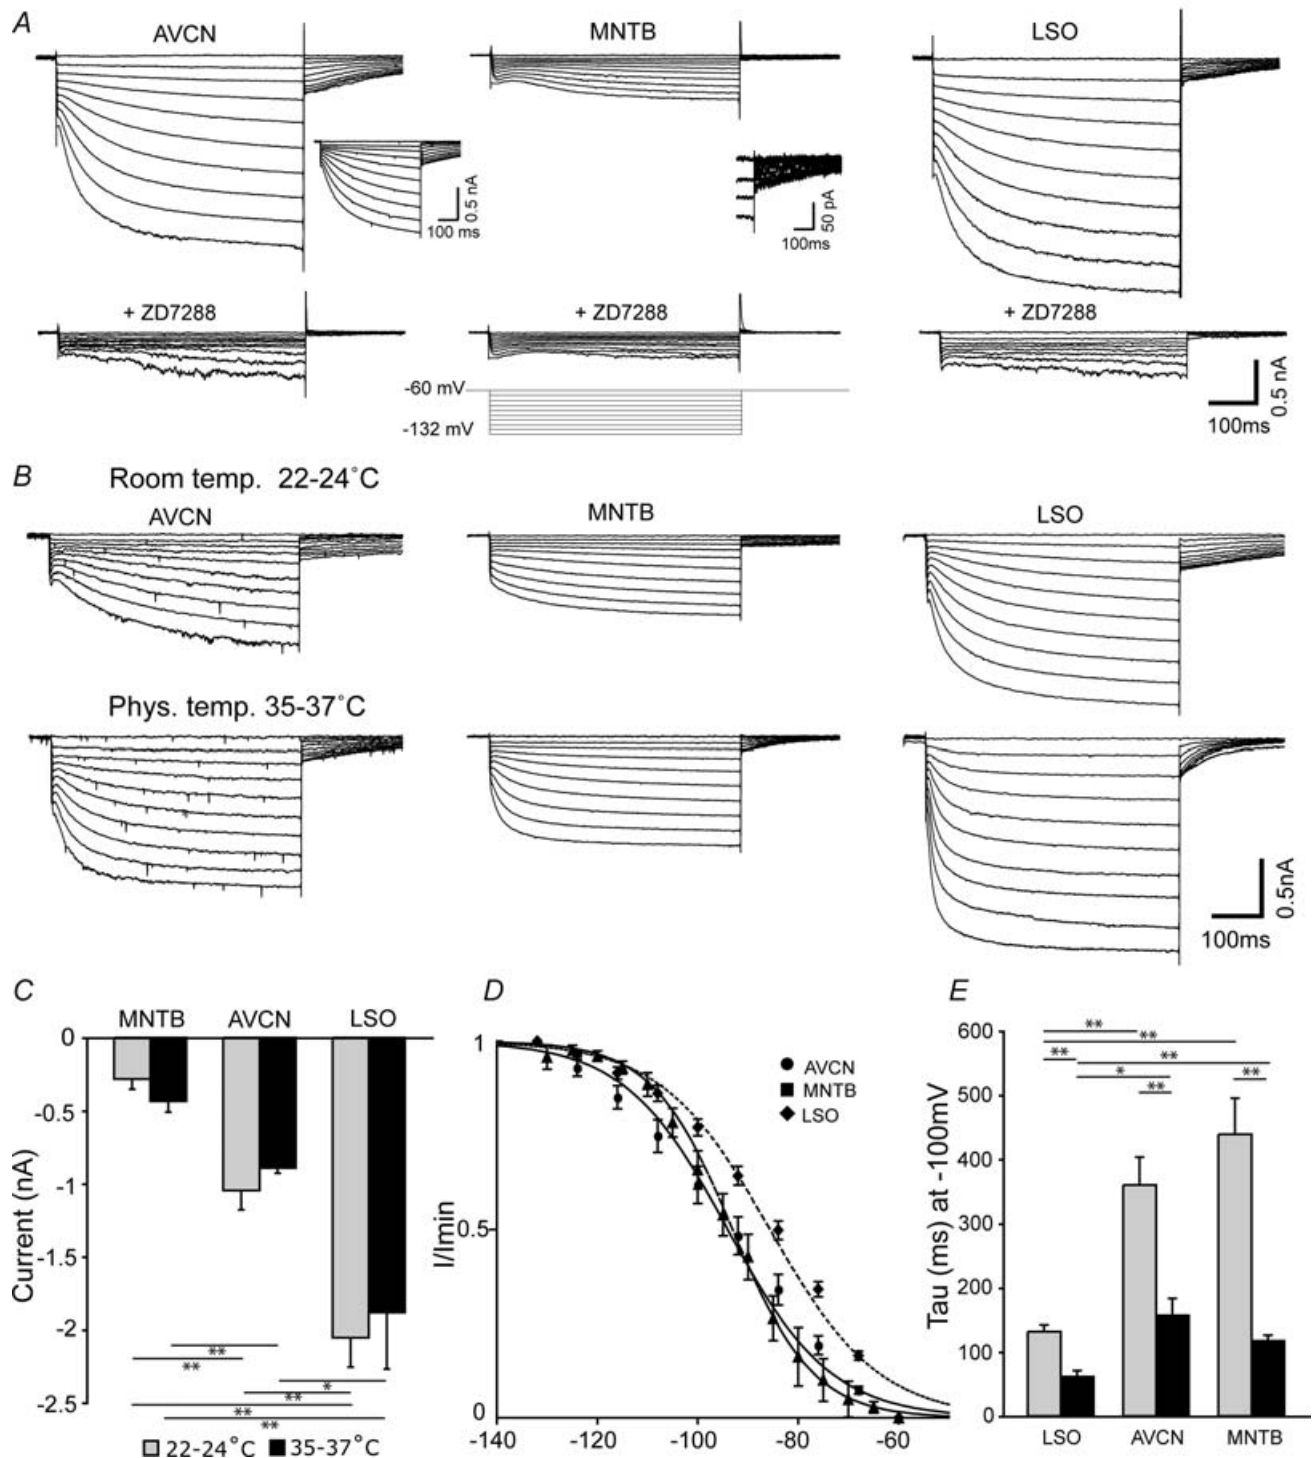 A
AVCN
MNTB
LSO
0.5 nA
100 ms
50 pA
100ms
+ ZD7288
+ ZD7288
+ ZD7288
-60 mV
-132 mV
0.5 nA
100ms
B
Room temp. 22-24°C
AVCN
MNTB
LSO
Phys. temp. 35-37°C
0.5nA
100ms
C
MNTB
AVCN
LSO
Current (nA)
0
-0.5
-1
-1.5
-2
-2.5
**
**
*
**
**
**
22-24°C
35-37°C
D
I/Imin
1
0.5
0
-140
-120
-100
-80
-60
AVCN
MNTB
LSO
E
Tau (ms) at -100mV
600
500
400
300
200
100
0
**
**
**
**
*
**
**
LSO
AVCN
MNTB